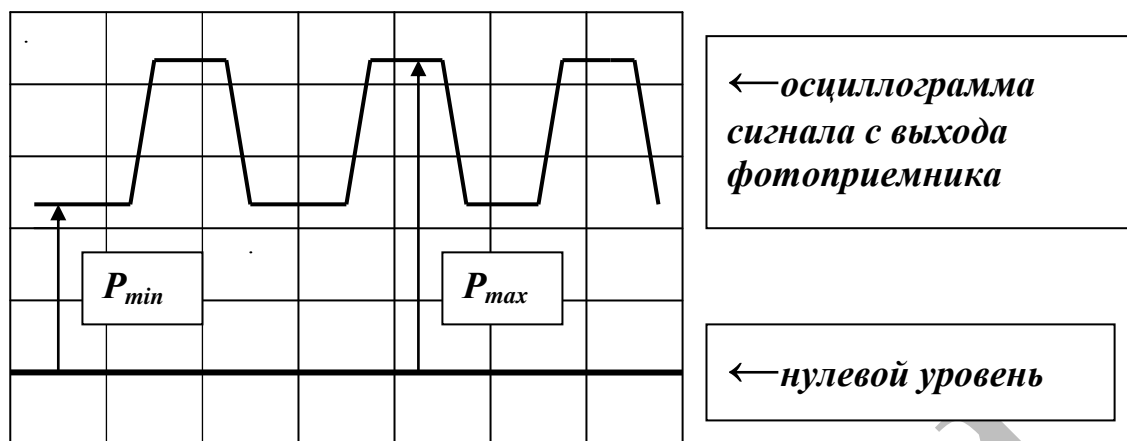 ←осциллограмма
сигнала с выхода
фотоприемника
P_min
P_max
←нулевой уровень